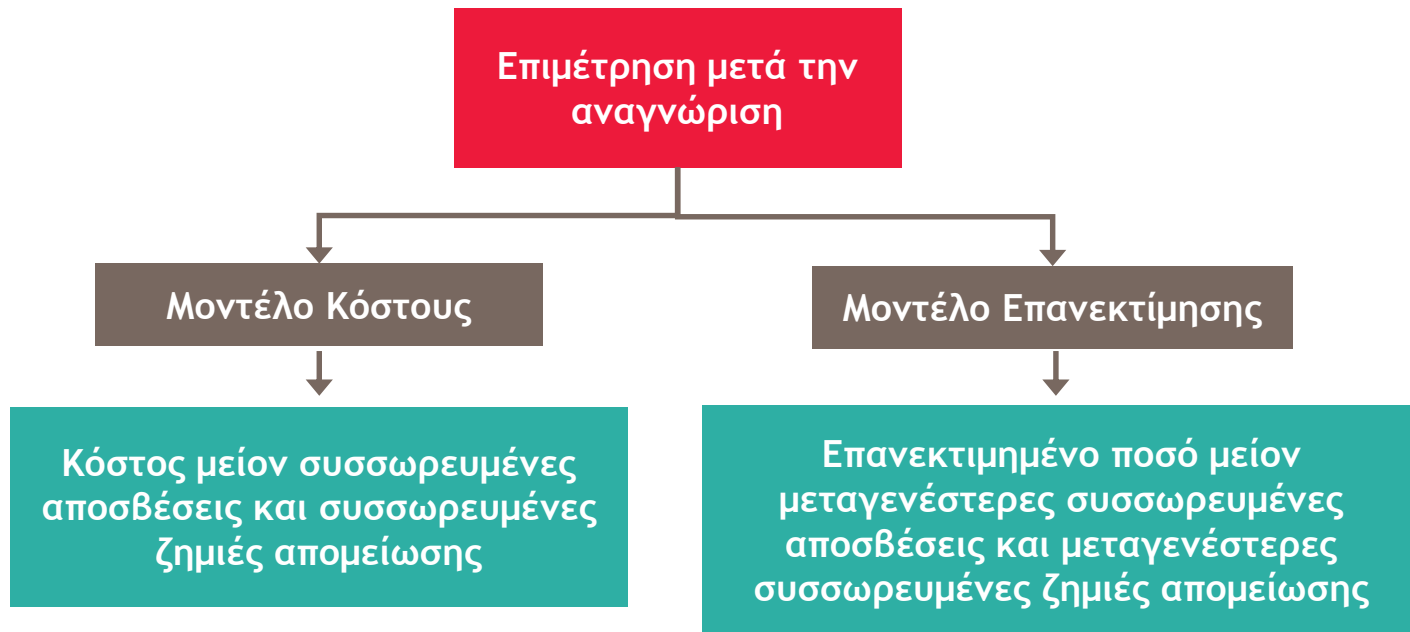 Επιμέτρηση μετά την
αναγνώριση
Μοντέλο Κόστους
Μοντέλο Επανεκτίμησης
Κόστος μείον συσσωρευμένες
αποσβέσεις και συσσωρευμένες
ζημιές απομείωσης
Επανεκτιμημένο ποσό μείον
μεταγενέστερες συσσωρευμένες
αποσβέσεις και μεταγενέστερες
συσσωρευμένες ζημιές απομείωσης